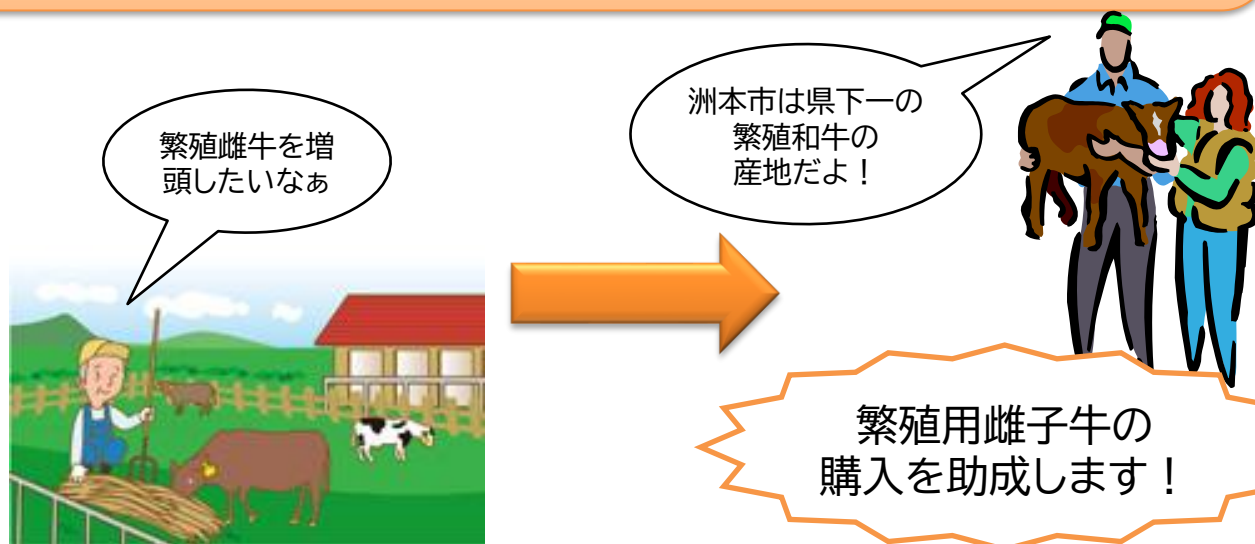 繁殖雌牛を増
頭したいなぁ
洲本市は県下一の
繁殖和牛の
産地だよ！
繁殖用雌子牛の
購入を助成します！